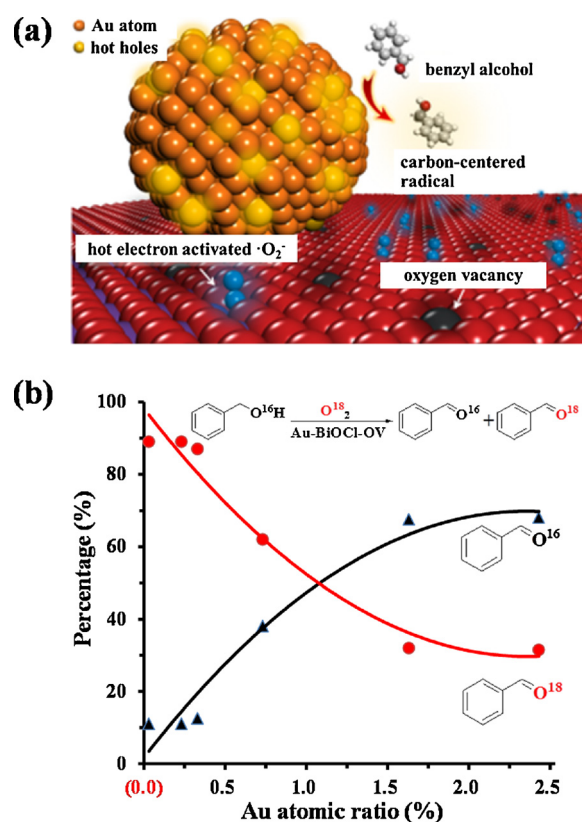 (a)
Au atom
hot holes
benzyl alcohol
carbon-centered
radical
hot electron activated ·O₂⁻
oxygen vacancy
(b)
100
80
60
40
20
0
Percentage (%)
O¹⁶H
O¹⁸₂
Au-BiOCl-OV
O¹⁶
+
O¹⁸
O¹⁶
O¹⁸
(0.0)
0.5
1.0
1.5
2.0
2.5
Au atomic ratio (%)